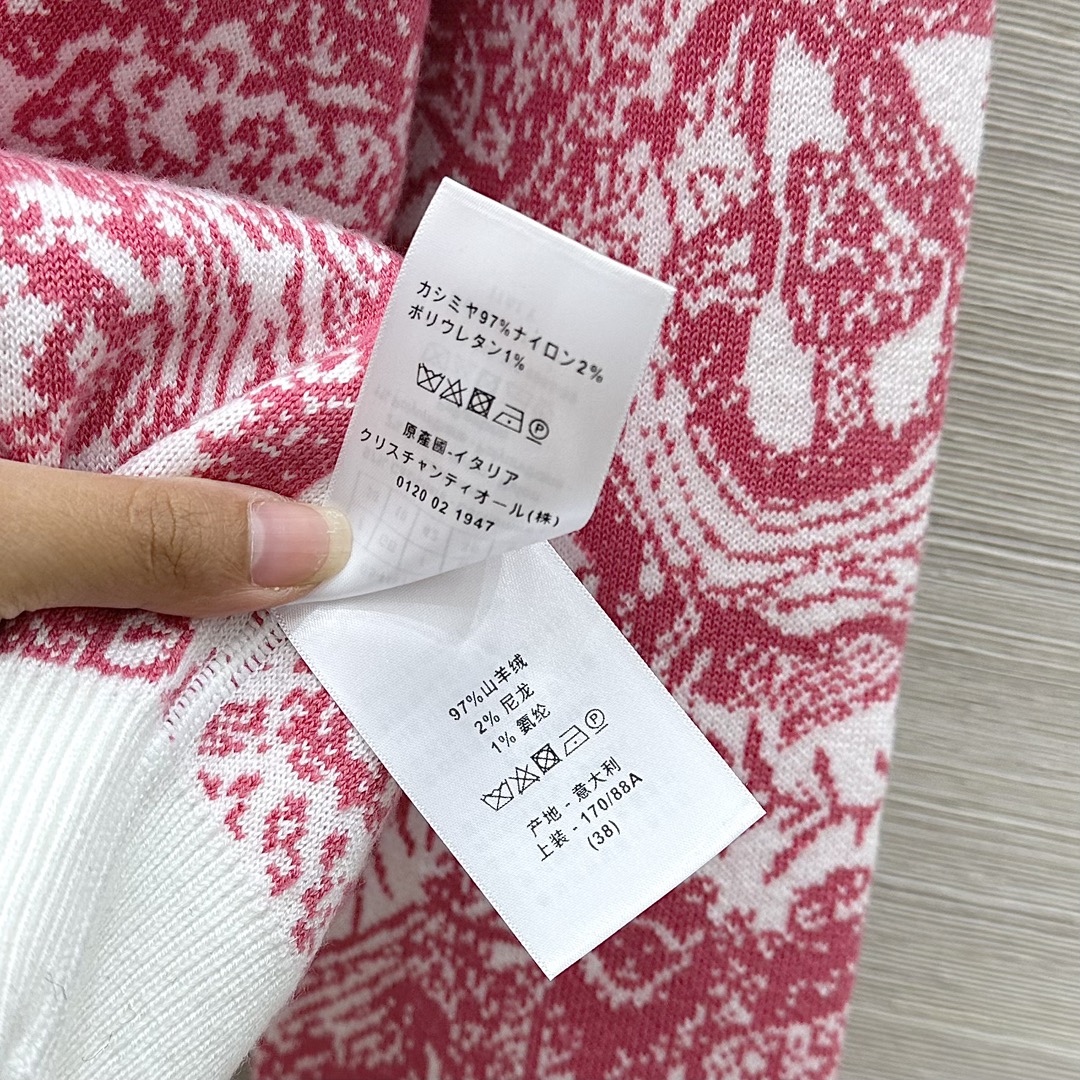 カシミヤ97%ナイロン2%
ポリウレタン1%
P
原産國-イタリア
クリスチャンティオール(株)
0120 02 1947
97%山羊绒
2% 尼龙
1% 氨纶
P
产地 - 意大利
上装 - 170/88A
(38)